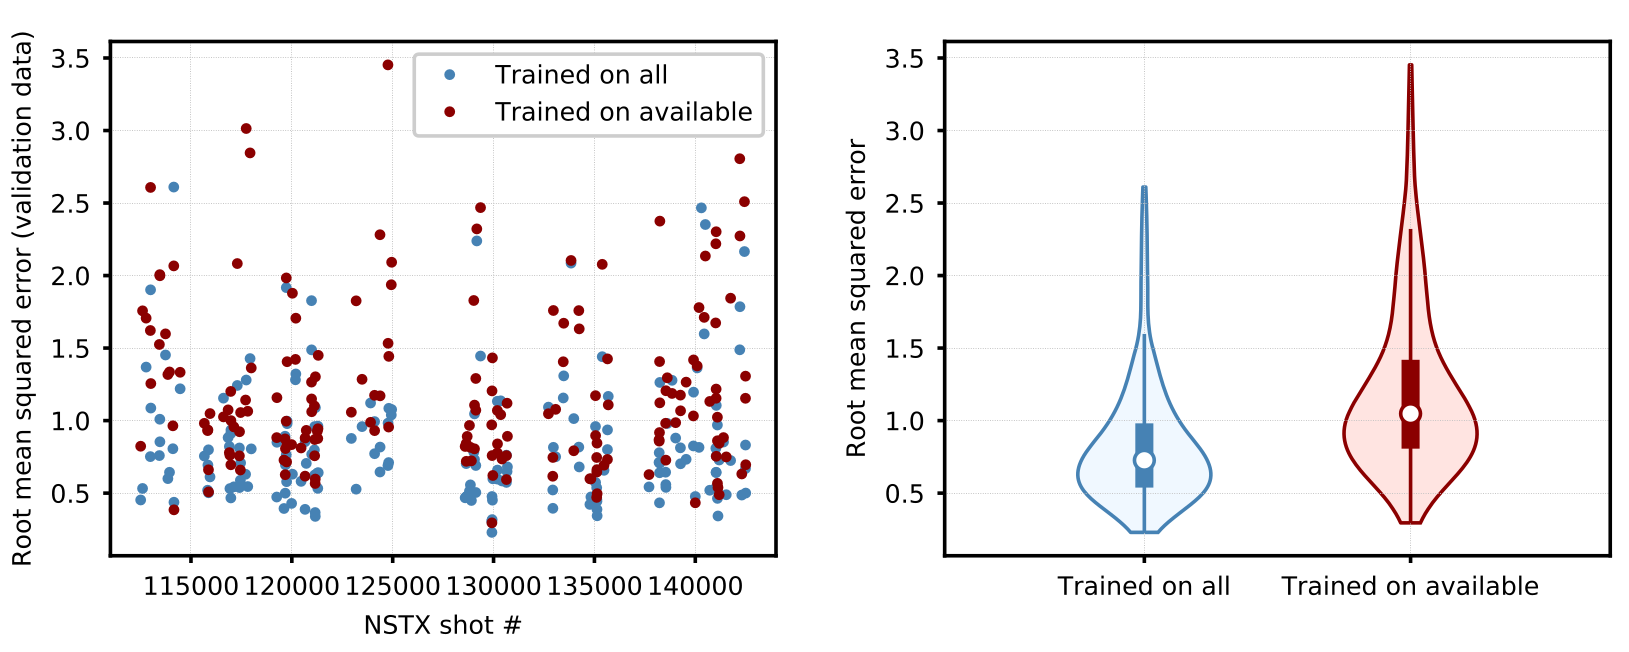 Root mean squared error (validation data)
3.5
3.0
2.5
2.0
1.5
1.0
0.5
Trained on all
Trained on available
115000 120000 125000 130000 135000 140000
NSTX shot #
Root mean squared error
3.5
3.0
2.5
2.0
1.5
1.0
0.5
Trained on all Trained on available